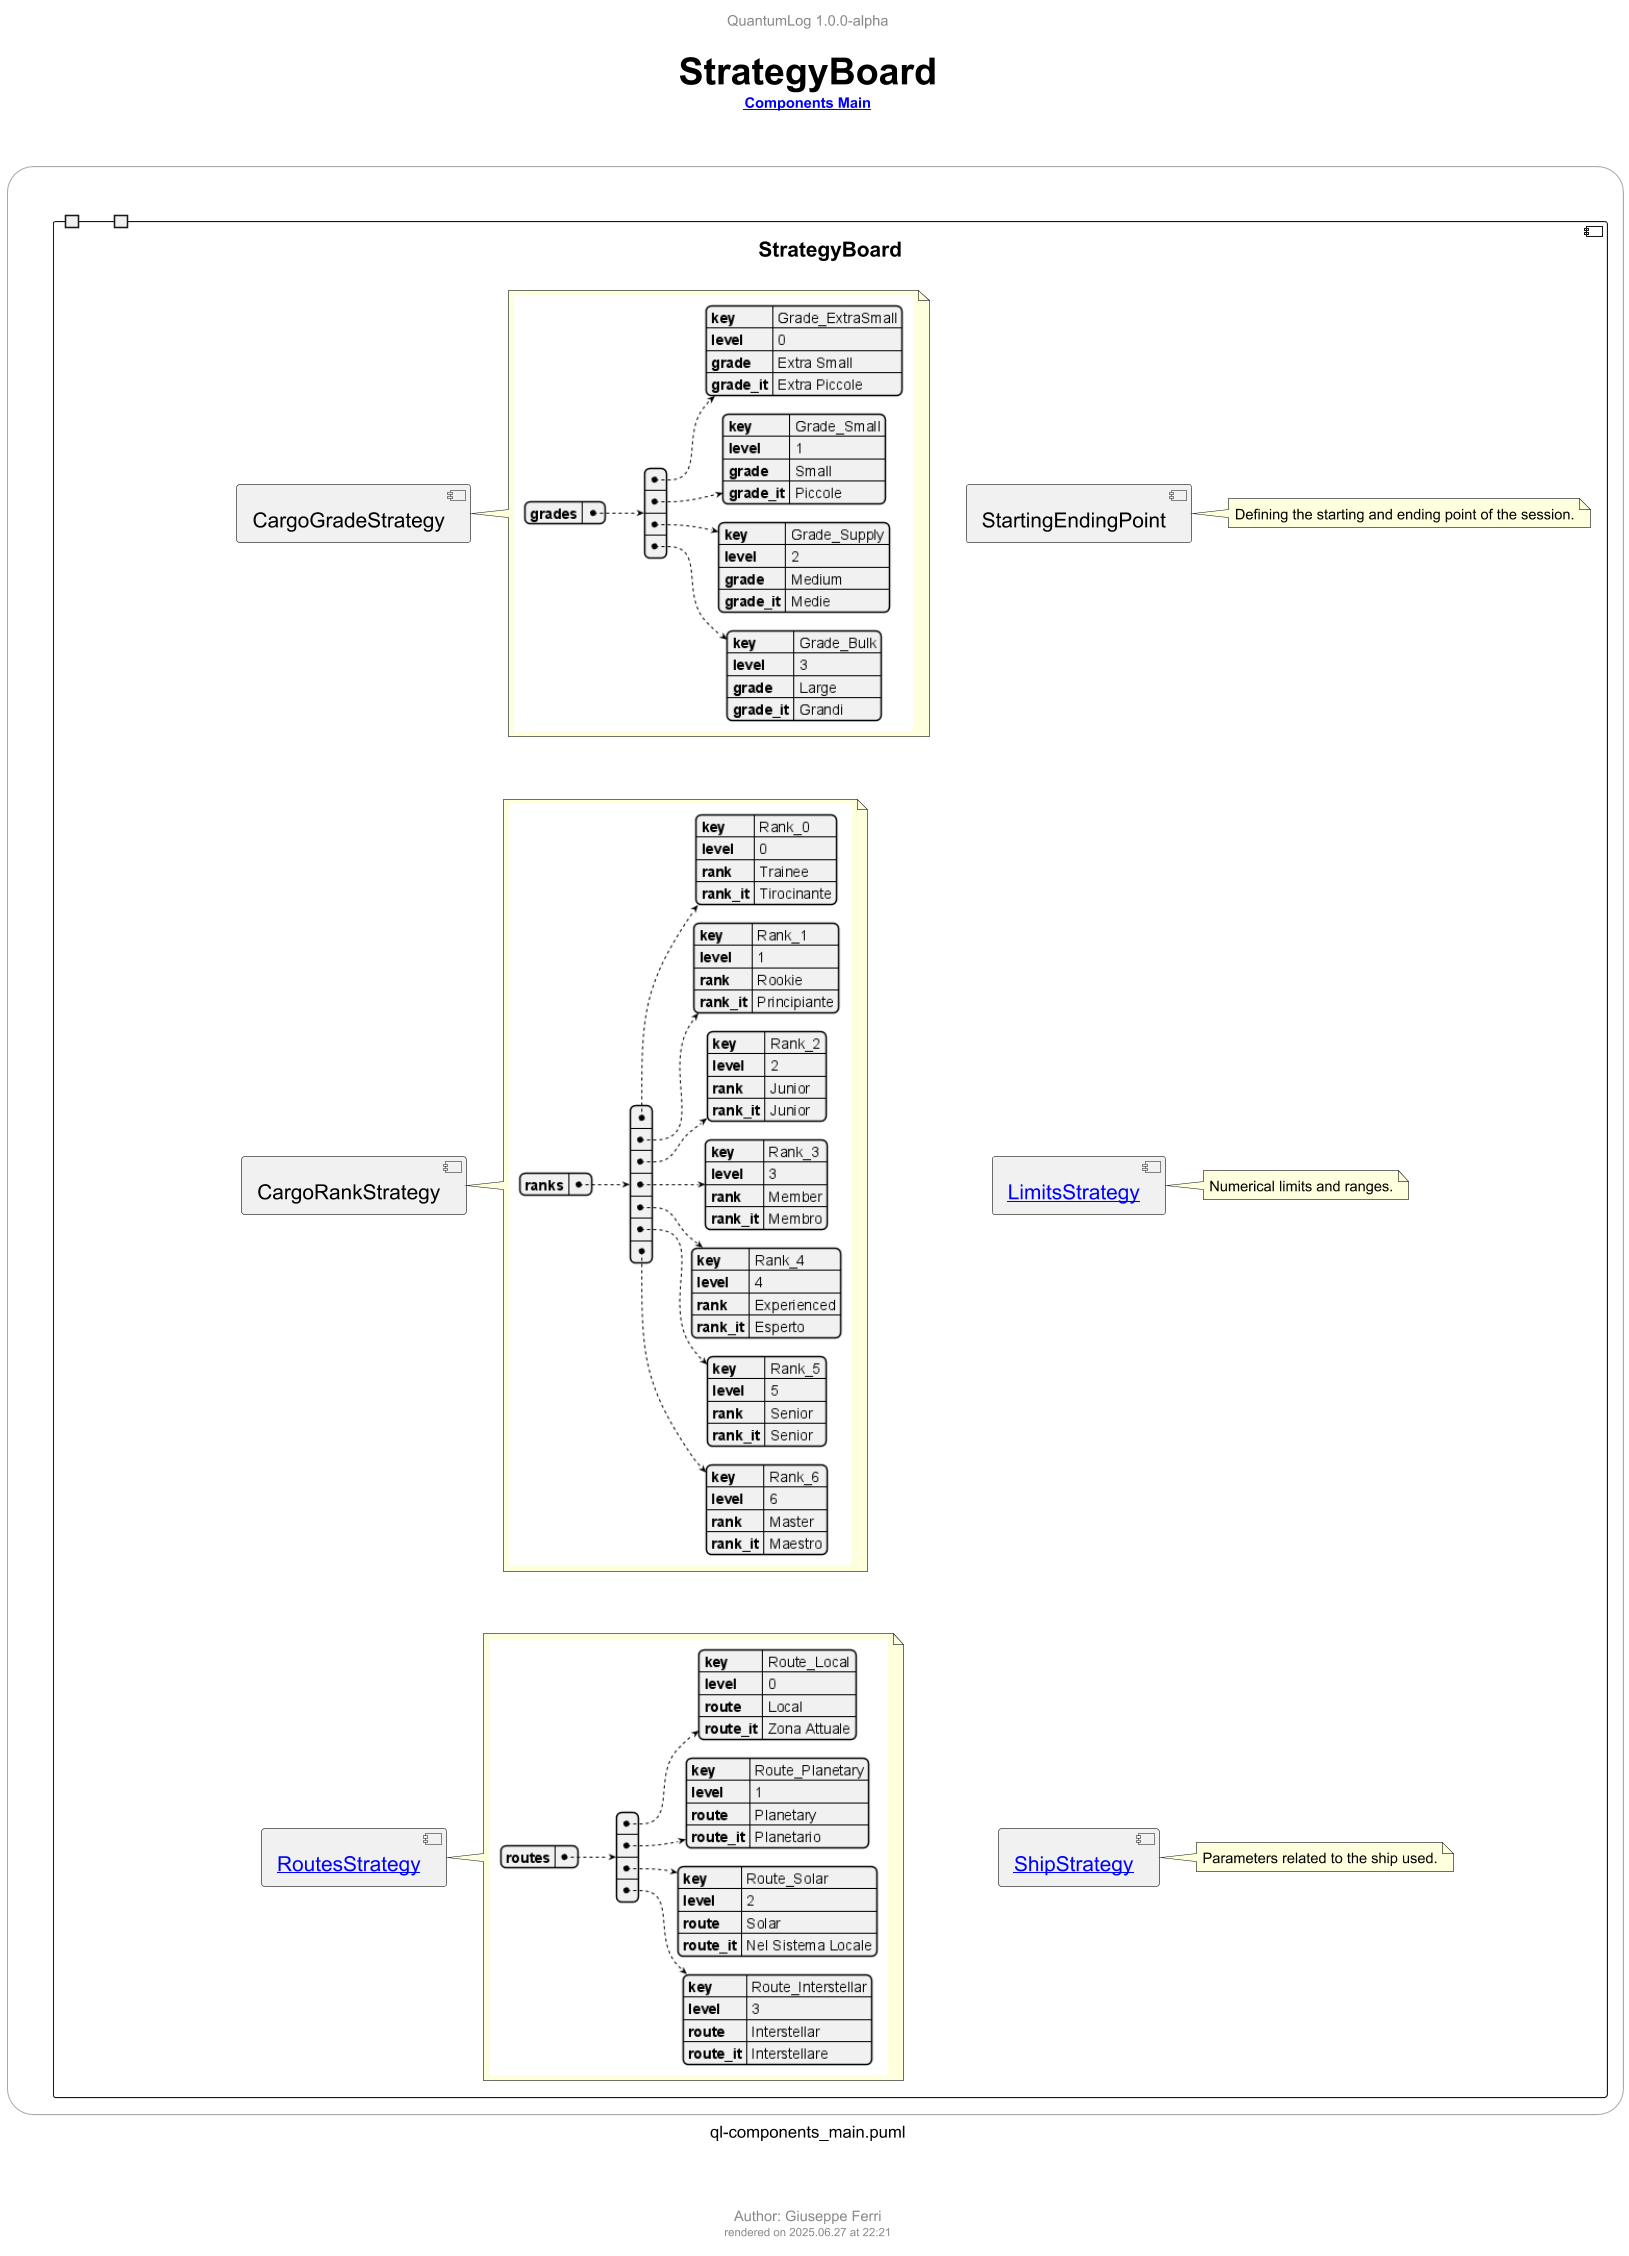 QuantumLog 1.0.0-alpha
StrategyBoard
Components Main
StrategyBoard
CargoGradeStrategy
grades
key Grade_ExtraSmall
level 0
grade Extra Small
grade_it Extra Piccole
key Grade_Small
level 1
grade Small
grade_it Piccole
key Grade_Supply
level 2
grade Medium
grade_it Medie
key Grade_Bulk
level 3
grade Large
grade_it Grandi
StartingEndingPoint
Defining the starting and ending point of the session.
CargoRankStrategy
ranks
key Rank_0
level 0
rank Trainee
rank_it Tirocinante
key Rank_1
level 1
rank Rookie
rank_it Principiante
key Rank_2
level 2
rank Junior
rank_it Junior
key Rank_3
level 3
rank Member
rank_it Membro
key Rank_4
level 4
rank Experienced
rank_it Esperto
key Rank_5
level 5
rank Senior
rank_it Senior
key Rank_6
level 6
rank Master
rank_it Maestro
LimitsStrategy
Numerical limits and ranges.
RoutesStrategy
routes
key Route_Local
level 0
route Local
route_it Zona Attuale
key Route_Planetary
level 1
route Planetary
route_it Planetario
key Route_Solar
level 2
route Solar
route_it Nel Sistema Locale
key Route_Interstellar
level 3
route Interstellar
route_it Interstellare
ShipStrategy
Parameters related to the ship used.
ql-components_main.puml
Author: Giuseppe Ferri
rendered on 2025.06.27 at 22:21